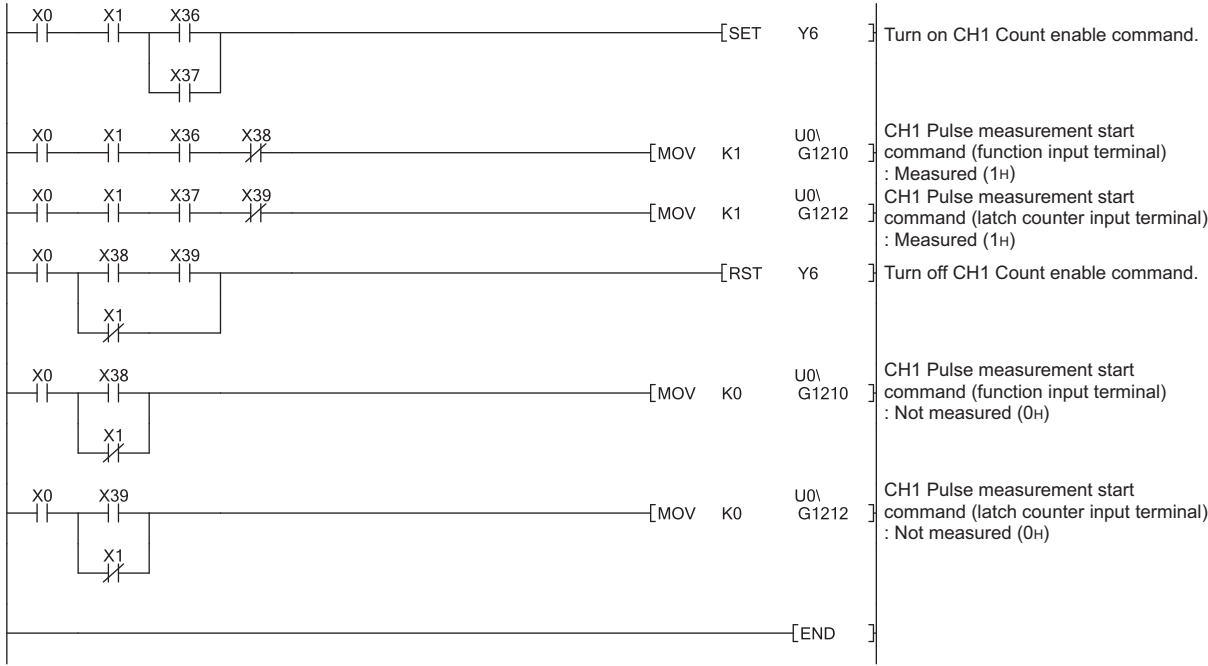 X0 X1 X36
[SET Y6 ] Turn on CH1 Count enable command.
X37
X0 X1 X36 X38
[MOV K1 U0\ G1210 ]
CH1 Pulse measurement start
command (function input terminal)
: Measured (1H)
X0 X1 X37 X39
[MOV K1 U0\ G1212 ]
CH1 Pulse measurement start
command (latch counter input terminal)
: Measured (1H)
X0 X38 X39
[RST Y6 ] Turn off CH1 Count enable command.
X1
X0 X38
[MOV K0 U0\ G1210 ]
CH1 Pulse measurement start
command (function input terminal)
: Not measured (0H)
X1
X0 X39
[MOV K0 U0\ G1212 ]
CH1 Pulse measurement start
command (latch counter input terminal)
: Not measured (0H)
X1
[END ]